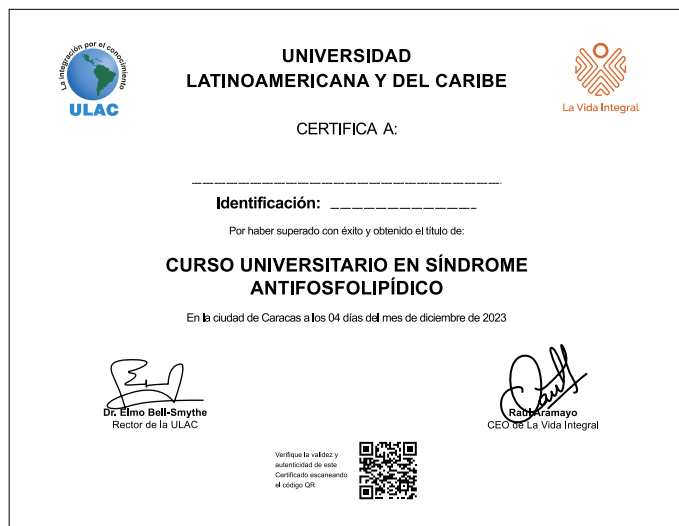 La integración por el conocimiento
ULAC
UNIVERSIDAD
LATINOAMERICANA Y DEL CARIBE
La Vida Integral
CERTIFICA A:
Identificación:
Por haber superado con éxito y obtenido el título de:
CURSO UNIVERSITARIO EN SÍNDROME
ANTIFOSFOLIPÍDICO
En la ciudad de Caracas a los 04 días del mes de diciembre de 2023
Dr. Elmo Bell-Smythe
Rector de la ULAC
Raúl Aramayo
CEO de La Vida Integral
Verifique la validez y
autenticidad de este
Certificado escaneando
el código QR